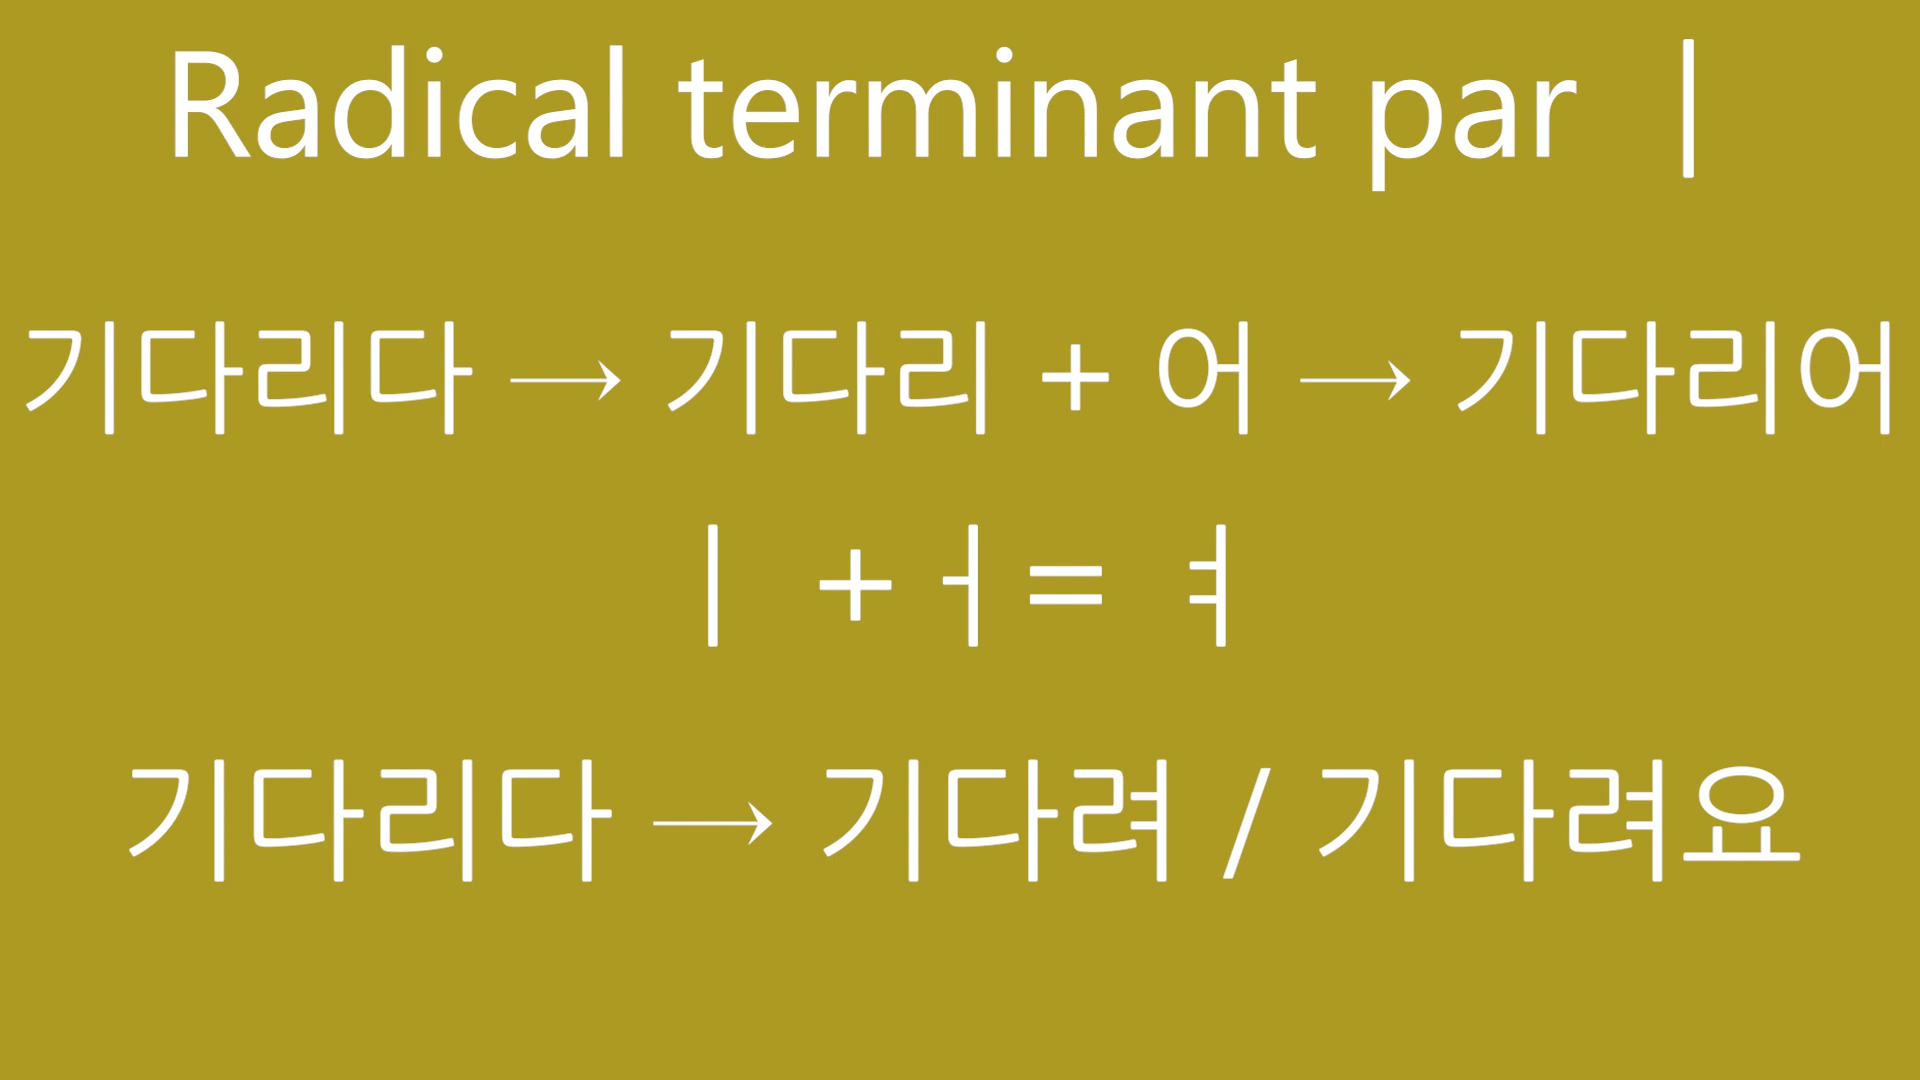 Radical terminant par ㅣ
기다리다 → 기다리 + 어 → 기다리어
ㅣ + ㅓ = ㅕ
기다리다 → 기다려 / 기다려요